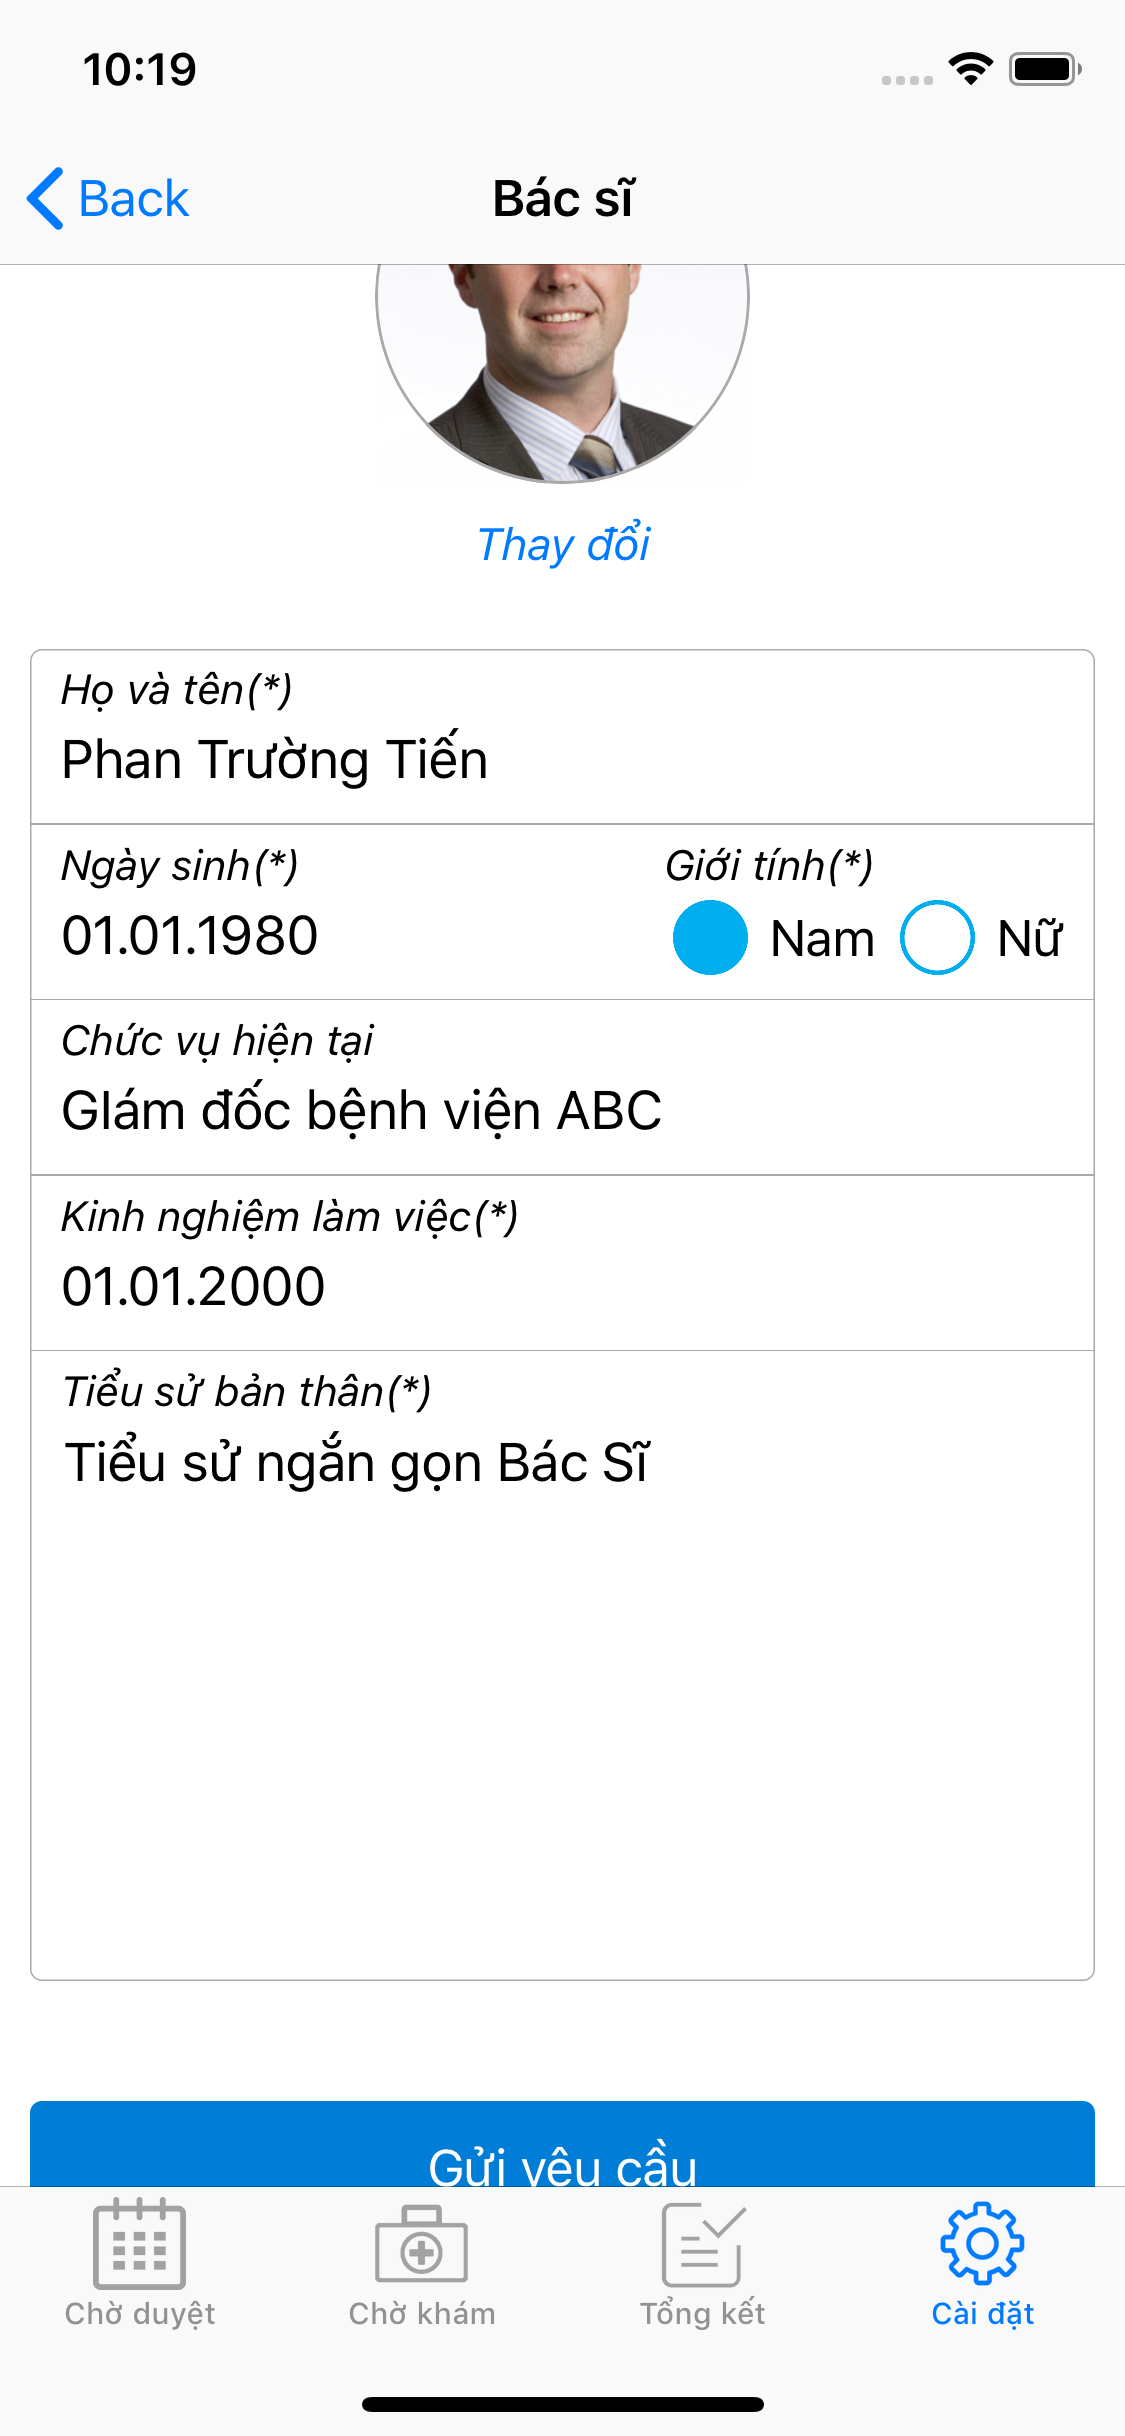 10:19
Back
Bác sĩ
Thay đổi
Họ và tên(*)
Phan Trường Tiến
Ngày sinh(*)
Giới tính(*)
01.01.1980
Nam
Nữ
Chức vụ hiện tại
GIám đốc bệnh viện ABC
Kinh nghiệm làm việc(*)
01.01.2000
Tiểu sử bản thân(*)
Tiểu sử ngắn gọn Bác Sĩ
Gửi yêu cầu
Chờ duyệt
Chờ khám
Tổng kết
Cài đặt